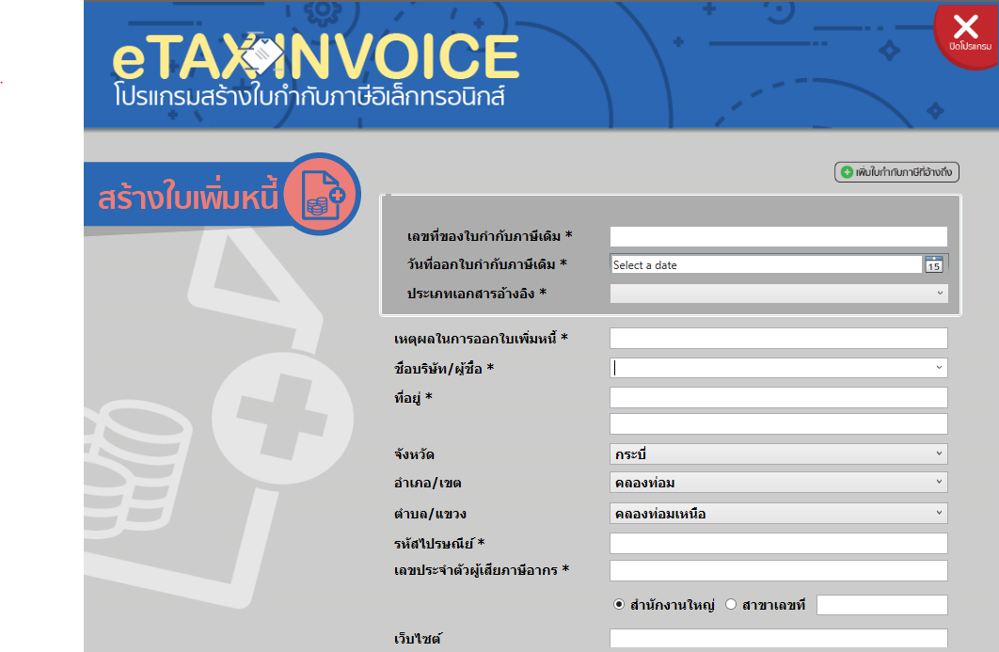 eTAX INVOICE
โปรแกรมสร้างใบกำกับภาษีอิเล็กทรอนิกส์
ปิดโปรแกรม
สร้างใบเพิ่มหนี้
เพิ่มใบกำกับภาษีที่อ้างถึง
เลขที่ของใบกำกับภาษีเดิม *
วันที่ออกใบกำกับภาษีเดิม * Select a date 15
ประเภทเอกสารอ้างอิง *
เหตุผลในการออกใบเพิ่มหนี้ *
ชื่อบริษัท/ผู้ซื้อ *
ที่อยู่ *
จังหวัด กระบี่
อำเภอ/เขต คลองท่อม
ตำบล/แขวง คลองท่อมเหนือ
รหัสไปรษณีย์ *
เลขประจำตัวผู้เสียภาษีอากร *
สำนักงานใหญ่ สาขาเลขที่
เว็บไซต์